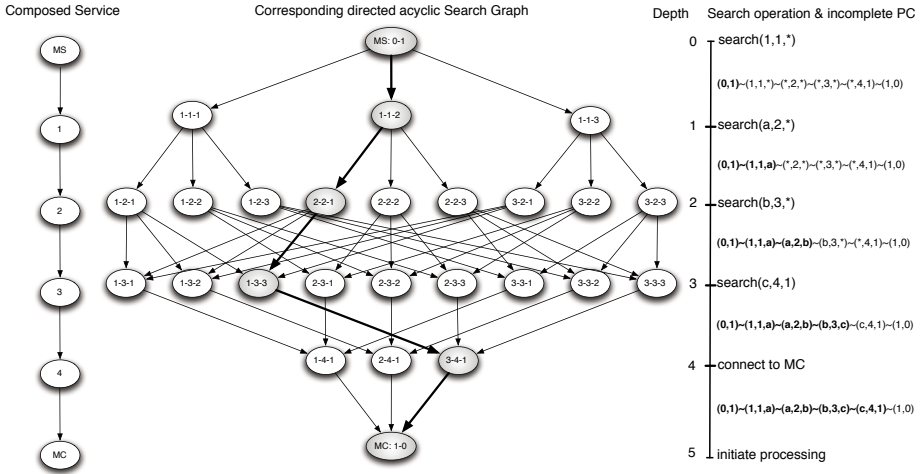 Composed Service
Corresponding directed acyclic Search Graph
Depth
Search operation & incomplete PC
MS
MS: 0-1
0
search(1,1,*)
(0,1)~(1,1,*)~(*,2,*)~(*,3,*)~(*,4,1)~(1,0)
1
1-1-1
1-1-2
1-1-3
1
search(a,2,*)
(0,1)~(1,1,a)~(*,2,*)~(*,3,*)~(*,4,1)~(1,0)
2
1-2-1
1-2-2
1-2-3
2-2-1
2-2-2
2-2-3
3-2-1
3-2-2
3-2-3
2
search(b,3,*)
(0,1)~(1,1,a)~(a,2,b)~(b,3,*)~(*,4,1)~(1,0)
3
1-3-1
1-3-2
1-3-3
2-3-1
2-3-2
2-3-3
3-3-1
3-3-2
3-3-3
3
search(c,4,1)
(0,1)~(1,1,a)~(a,2,b)~(b,3,c)~(c,4,1)~(1,0)
4
1-4-1
2-4-1
3-4-1
4
connect to MC
(0,1)~(1,1,a)~(a,2,b)~(b,3,c)~(c,4,1)~(1,0)
MC
MC: 1-0
5
initiate processing